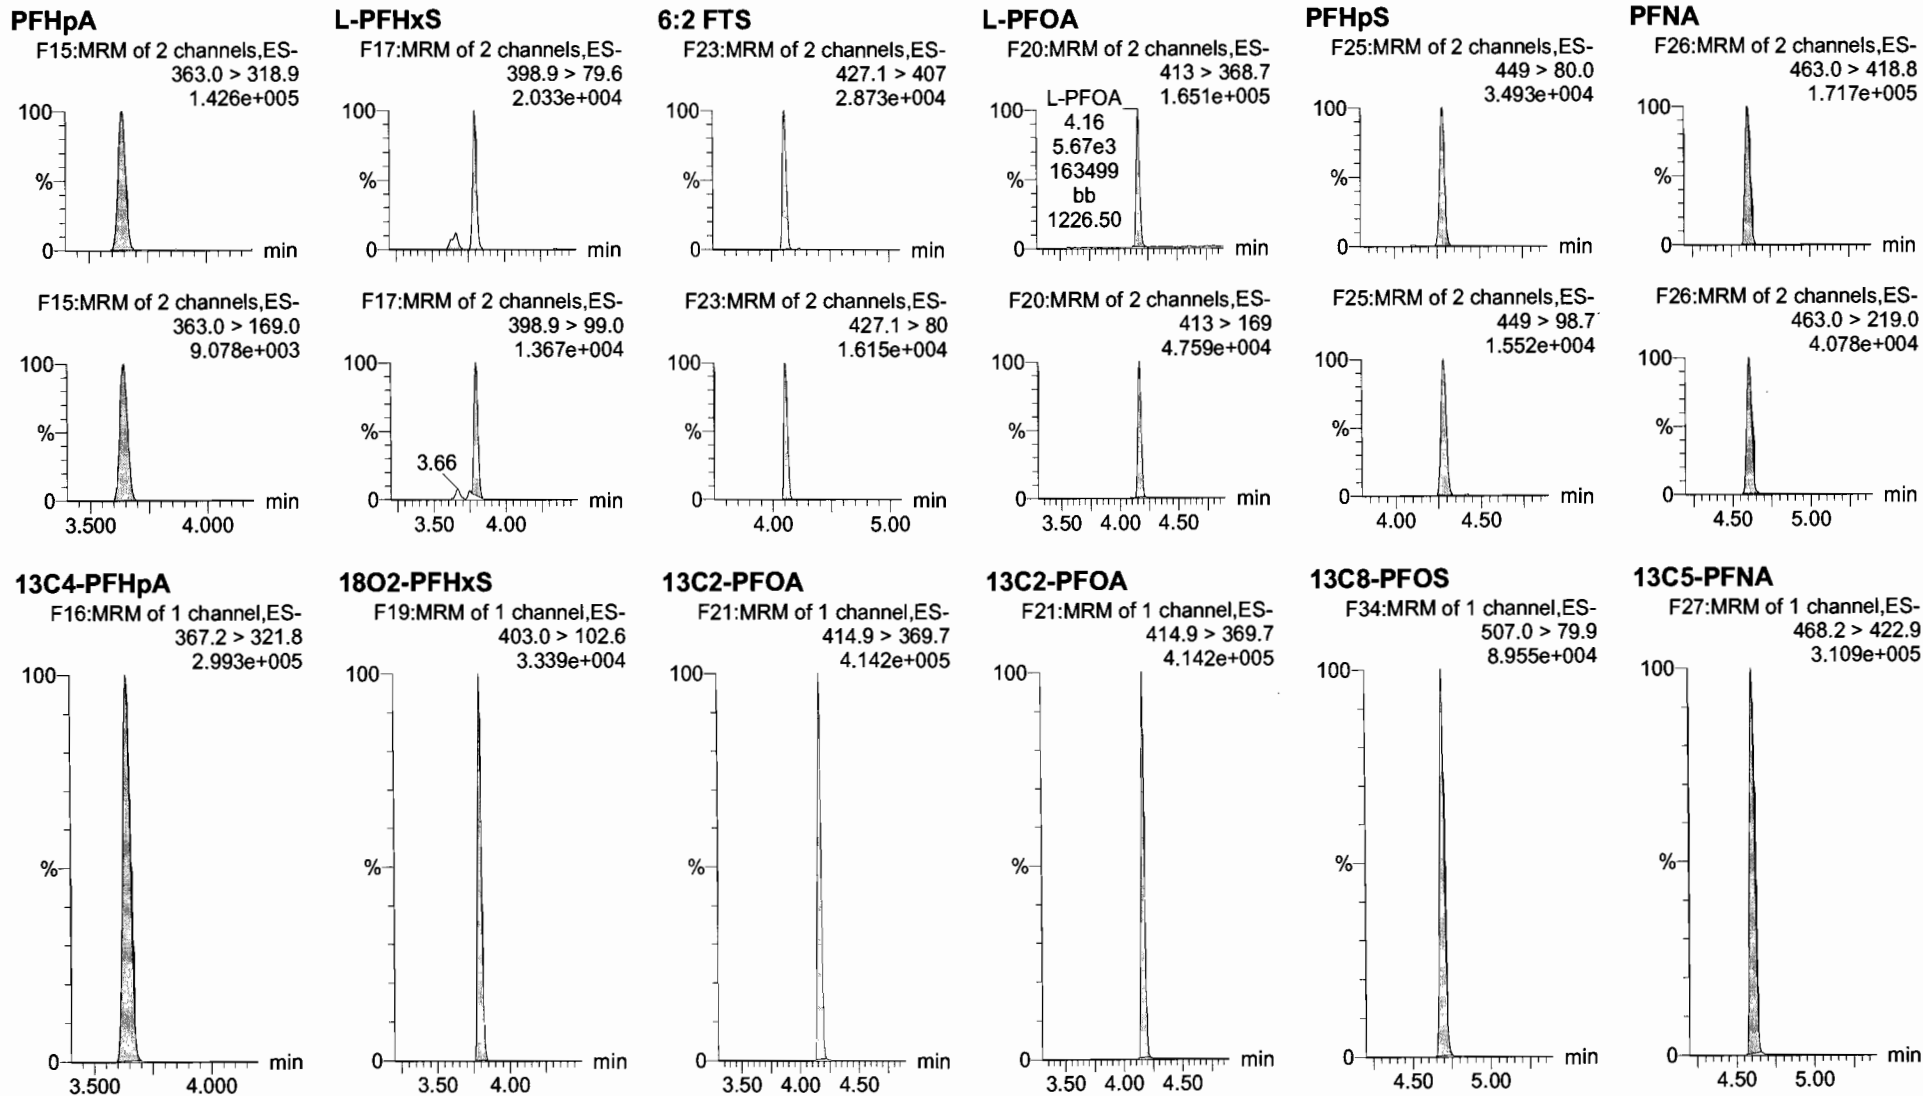 PFHpA
F15:MRM of 2 channels,ES-
363.0 > 318.9
1.426e+005
100
%
0
min
L-PFHxS
F17:MRM of 2 channels,ES-
398.9 > 79.6
2.033e+004
100
%
0
min
6:2 FTS
F23:MRM of 2 channels,ES-
427.1 > 407
2.873e+004
100
%
0
min
L-PFOA
F20:MRM of 2 channels,ES-
413 > 368.7
1.651e+005
L-PFOA
4.16
5.67e3
163499
bb
1226.50
100
%
0
min
PFHpS
F25:MRM of 2 channels,ES-
449 > 80.0
3.493e+004
100
%
0
min
PFNA
F26:MRM of 2 channels,ES-
463.0 > 418.8
1.717e+005
100
%
0
min
F15:MRM of 2 channels,ES-
363.0 > 169.0
9.078e+003
100
%
0
min
3.500 4.000
F17:MRM of 2 channels,ES-
398.9 > 99.0
1.367e+004
100
%
3.66
0
min
3.50 4.00
F23:MRM of 2 channels,ES-
427.1 > 80
1.615e+004
100
%
0
min
4.00 5.00
F20:MRM of 2 channels,ES-
413 > 169
4.759e+004
100
%
0
min
3.50 4.00 4.50
F25:MRM of 2 channels,ES-
449 > 98.7
1.552e+004
100
%
0
min
4.00 4.50
F26:MRM of 2 channels,ES-
463.0 > 219.0
4.078e+004
100
%
0
min
4.50 5.00
13C4-PFHpA
F16:MRM of 1 channel,ES-
367.2 > 321.8
2.993e+005
100
%
0
min
3.500 4.000
18O2-PFHxS
F19:MRM of 1 channel,ES-
403.0 > 102.6
3.339e+004
100
%
0
min
3.50 4.00
13C2-PFOA
F21:MRM of 1 channel,ES-
414.9 > 369.7
4.142e+005
100
%
0
min
3.50 4.00 4.50
13C2-PFOA
F21:MRM of 1 channel,ES-
414.9 > 369.7
4.142e+005
100
%
0
min
3.50 4.00 4.50
13C8-PFOS
F34:MRM of 1 channel,ES-
507.0 > 79.9
8.955e+004
100
%
0
min
4.50 5.00
13C5-PFNA
F27:MRM of 1 channel,ES-
468.2 > 422.9
3.109e+005
100
%
0
min
4.50 5.00